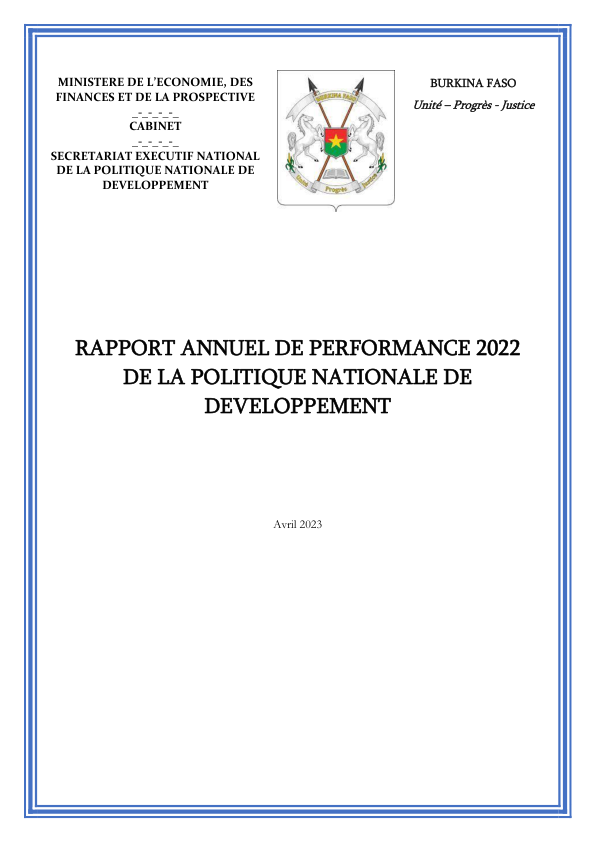 MINISTERE DE L'ECONOMIE, DES
FINANCES ET DE LA PROSPECTIVE
_-_-_-_-_
CABINET
_-_-_-_-_
SECRETARIAT EXECUTIF NATIONAL
DE LA POLITIQUE NATIONALE DE
DEVELOPPEMENT
BURKINA FASO
Unité Progrès Justice
BURKINA FASO
Unité – Progrès - Justice
RAPPORT ANNUEL DE PERFORMANCE 2022
DE LA POLITIQUE NATIONALE DE
DEVELOPPEMENT
Avril 2023